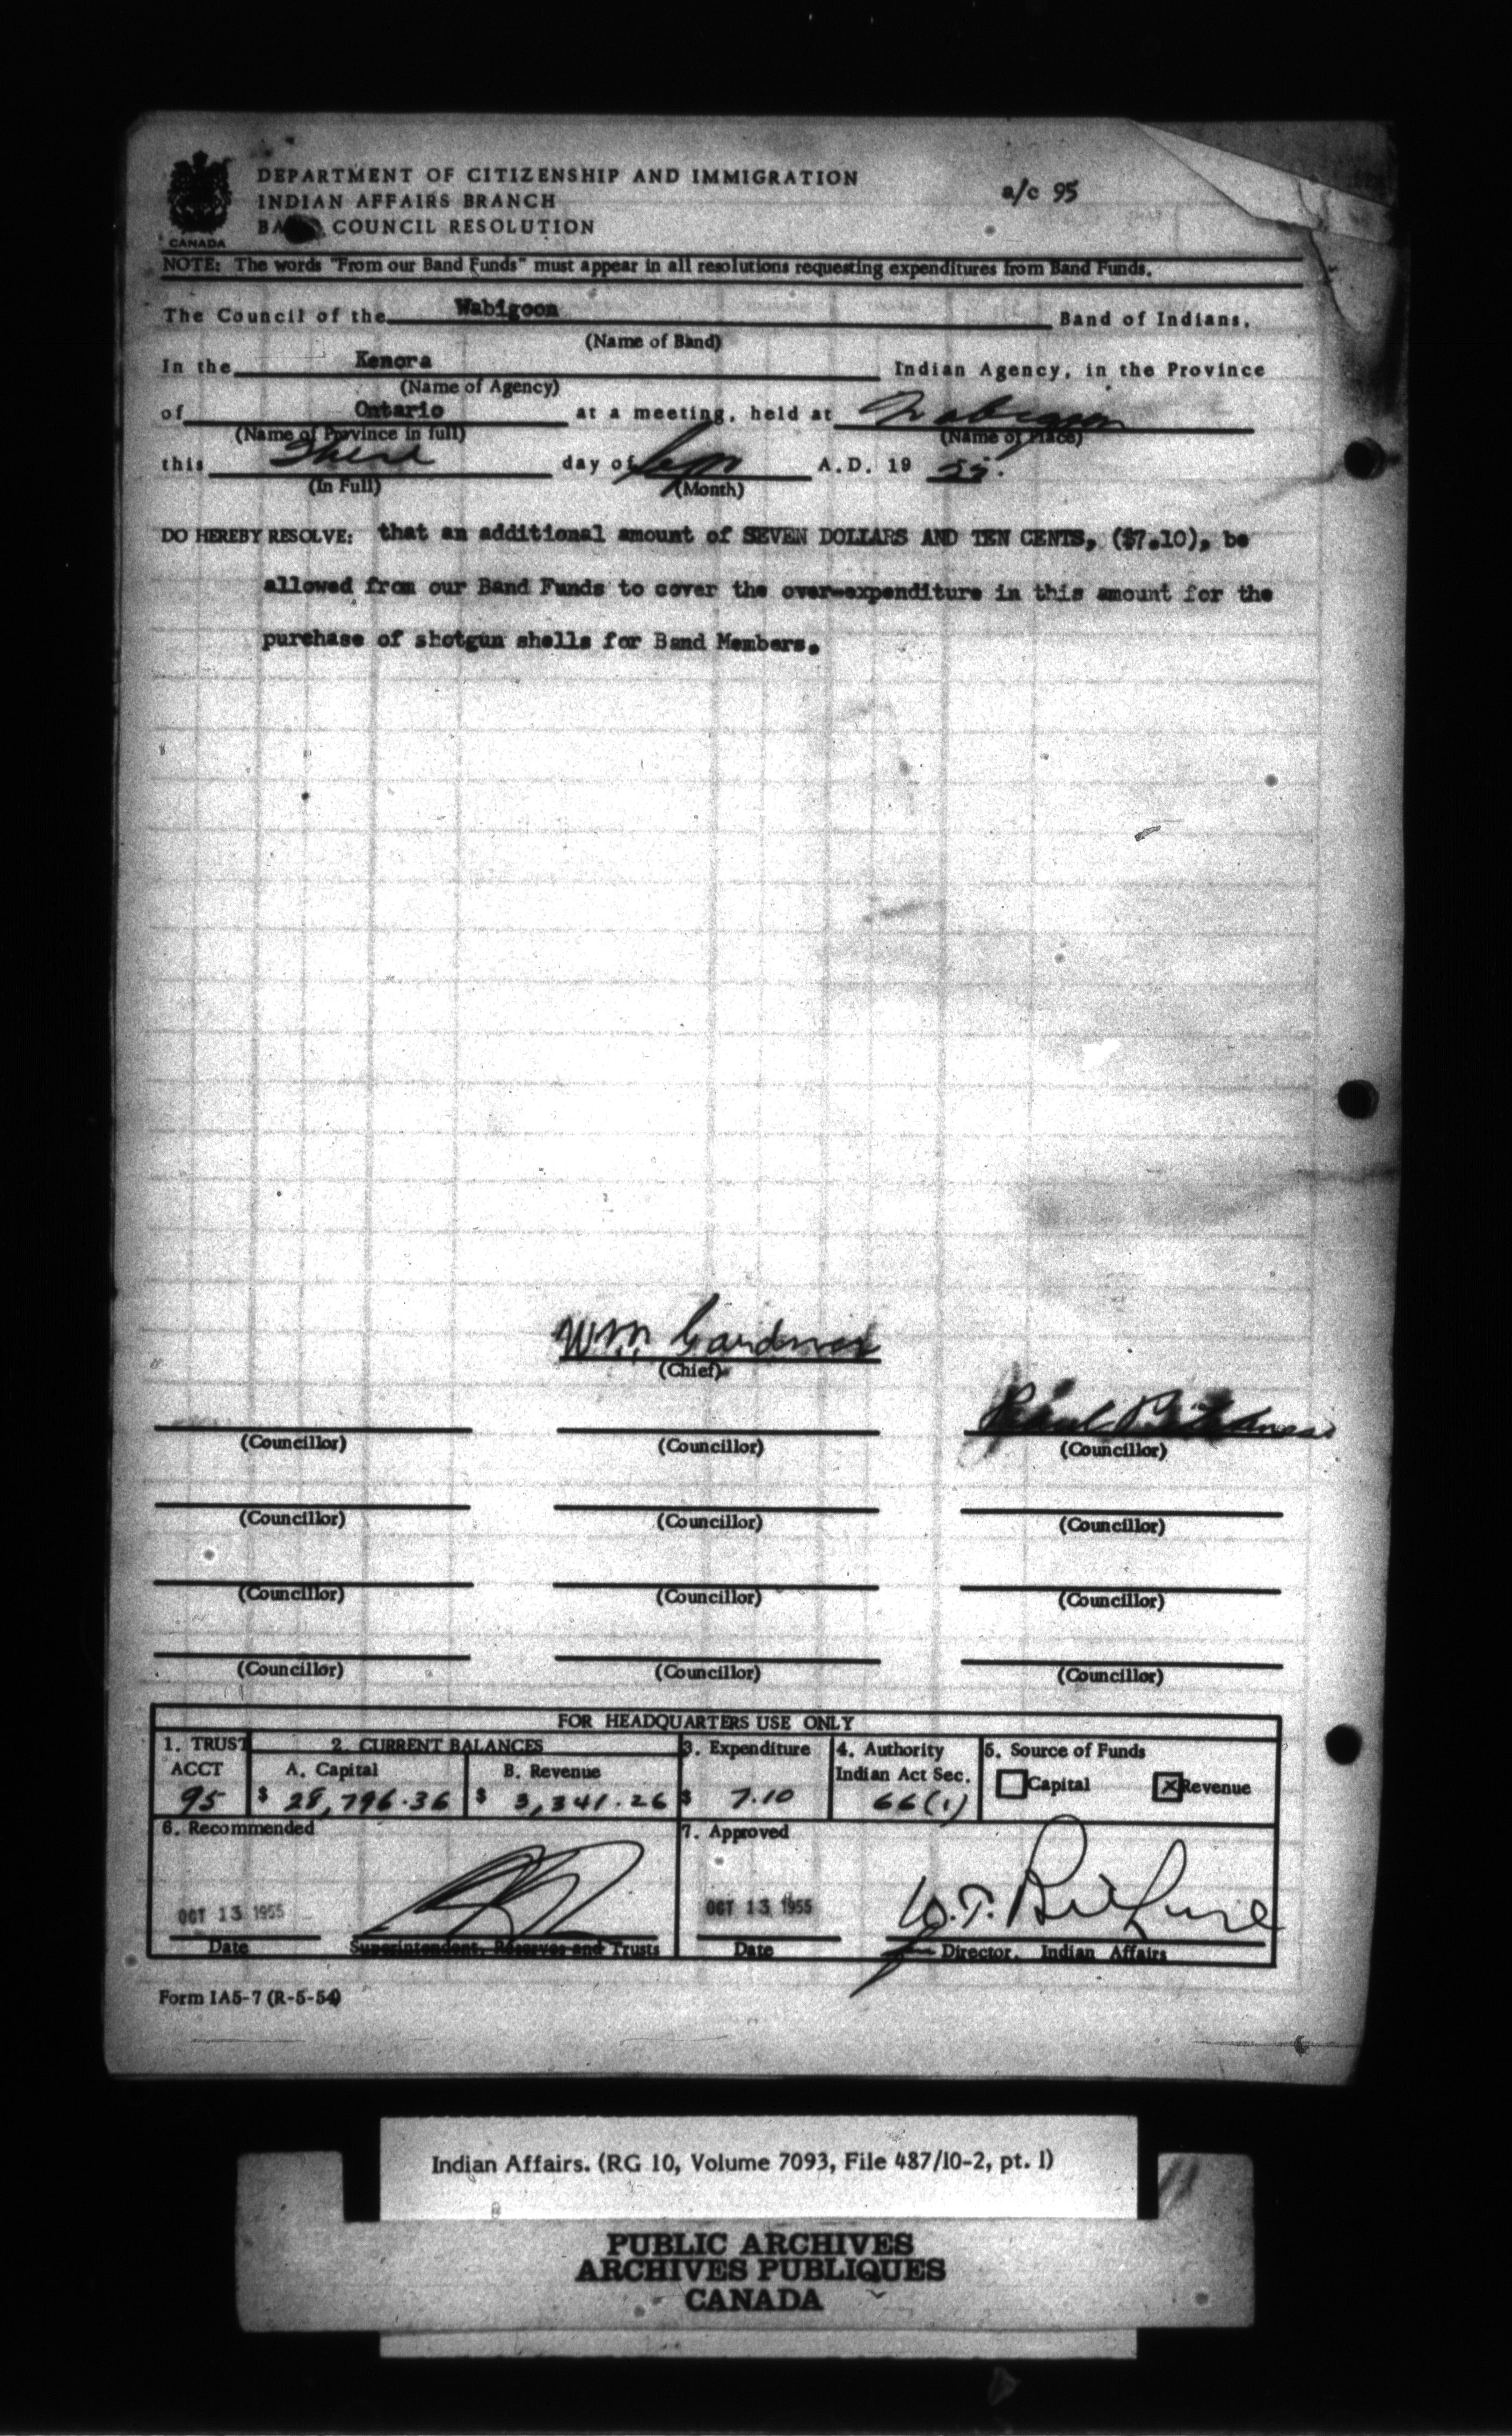 DEPARTMENT OF CITIZENSHIP AND IMMIGRATION
INDIAN AFFAIRS BRANCH
COUNCIL RESOLUTION
CANADA
a/c 95
NOTE: The words "From our Band Funds" must appear in all resolutions requesting expenditures from Band Funds.
The Council of the Wabigoon Band of Indians,
(Name of Band)
In the Kenora Indian Agency, in the Province
(Name of Agency)
of Ontario at a meeting, held at Wabigoon
(Name of Province in full) (Name of Place)
this day of A.D. 19 55.
(In Full) (Month)
DO HEREBY RESOLVE: that an additional amount of SEVEN DOLLARS AND TEN CENTS, ($7.10), be
allowed from our Band Funds to cover the over-expenditure in this amount for the
purchase of shotgun shells for Band Members.
Wm. Gardner
(Chief)
Paul
(Councillor) (Councillor) (Councillor)
(Councillor) (Councillor) (Councillor)
(Councillor) (Councillor) (Councillor)
(Councillor) (Councillor) (Councillor)
FOR HEADQUARTERS USE ONLY
1. TRUST 2. CURRENT BALANCES 3. Expenditure 4. Authority 5. Source of Funds
ACCT A. Capital B. Revenue Indian Act Sec. Capital x Revenue
95 $ 28,796.36 $ 3,341.26 $ 7.10 66(1)
6. Recommended 7. Approved
OCT 13 1955 OCT 13 1955 W.T.
Date Superintendent, Reserves and Trusts Date Director, Indian Affairs
Form IA5-7 (R-5-54)
Indian Affairs. (RG 10, Volume 7093, File 487/10-2, pt. 1)
PUBLIC ARCHIVES
ARCHIVES PUBLIQUES
CANADA